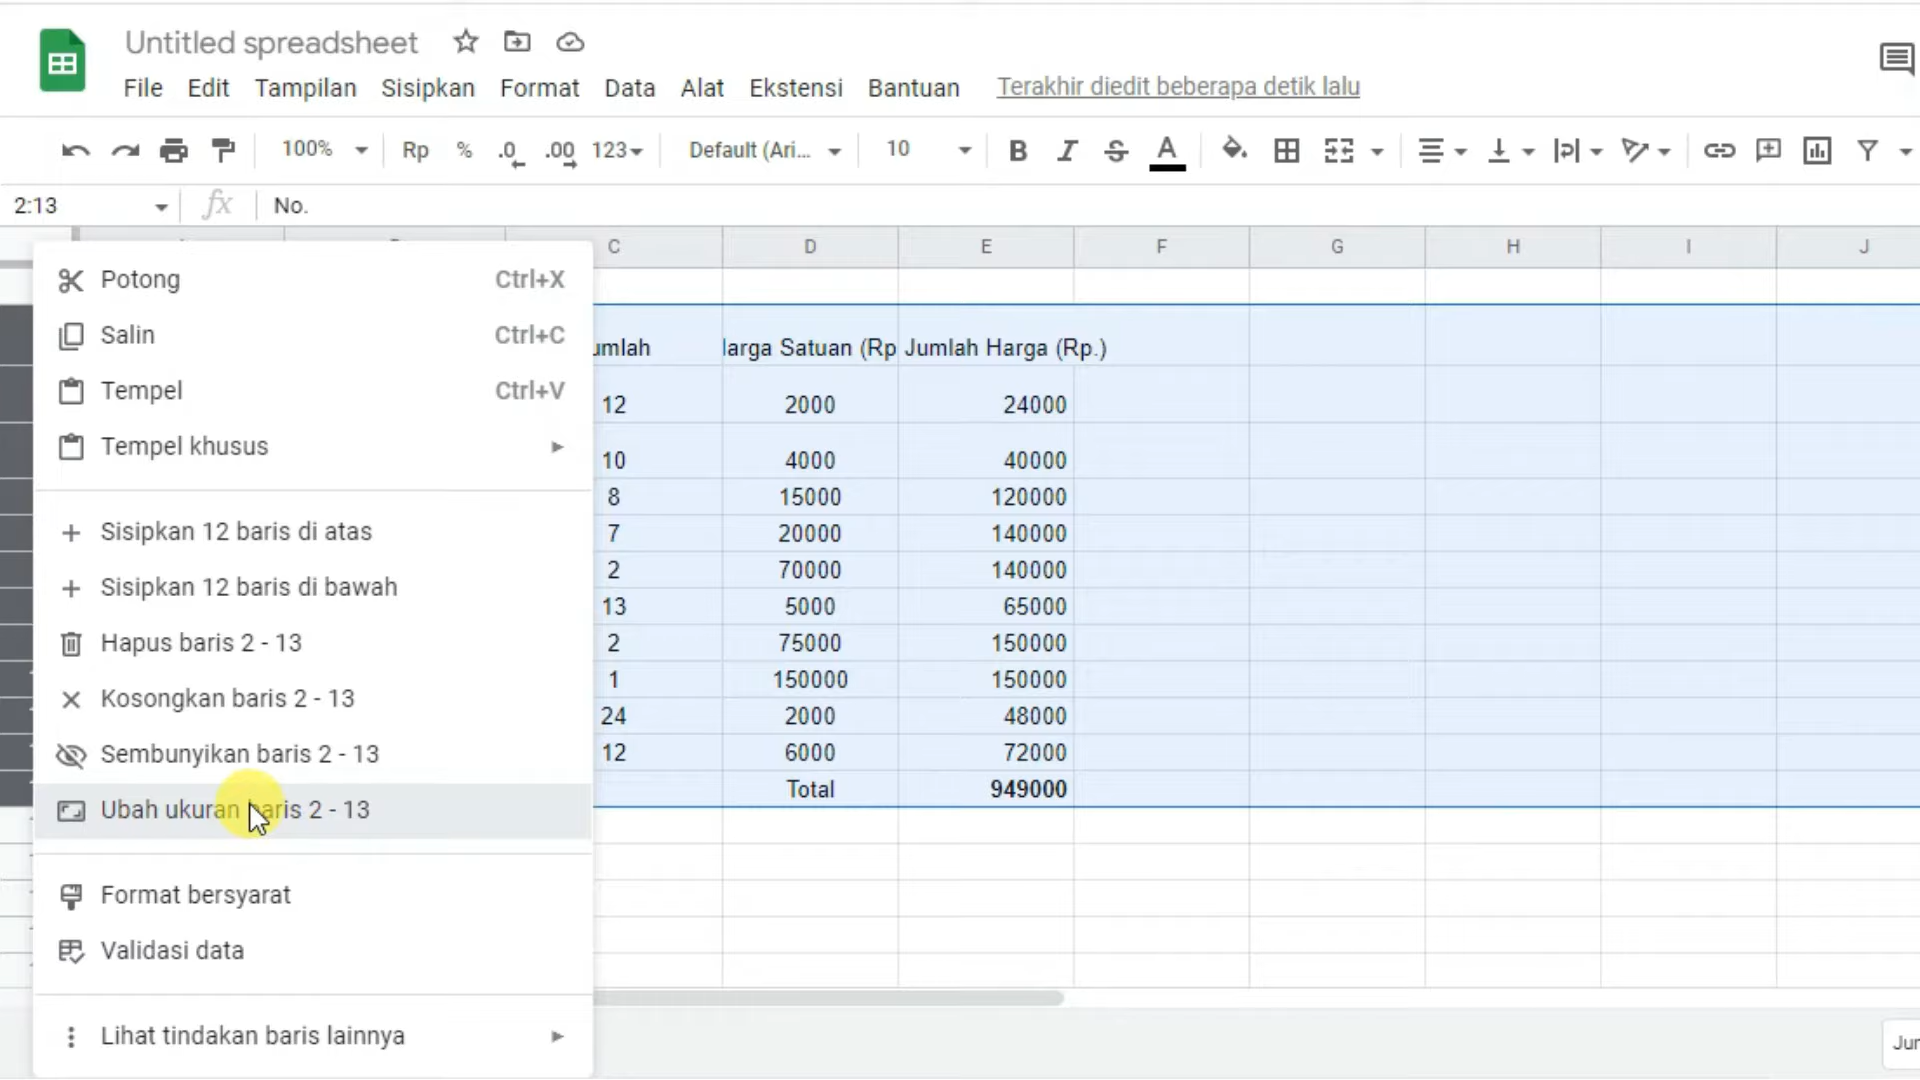 Untitled spreadsheet
File Edit Tampilan Sisipkan Format Data Alat Ekstensi Bantuan Terakhir diedit beberapa detik lalu
100% Rp % .0 .00 123 Default (Ari... 10 B I S A
2:13 fx No.
C D E F G H I J
Potong Ctrl+X
Salin Ctrl+C
Tempel Ctrl+V
Tempel khusus
Sisipkan 12 baris di atas
Sisipkan 12 baris di bawah
Hapus baris 2 - 13
Kosongkan baris 2 - 13
Sembunyikan baris 2 - 13
Ubah ukuran baris 2 - 13
Format bersyarat
Validasi data
Lihat tindakan baris lainnya
umlah arga Satuan (Rp Jumlah Harga (Rp.)
12 2000 24000
10 4000 40000
8 15000 120000
7 20000 140000
2 70000 140000
13 5000 65000
2 75000 150000
1 150000 150000
24 2000 48000
12 6000 72000
Total 949000